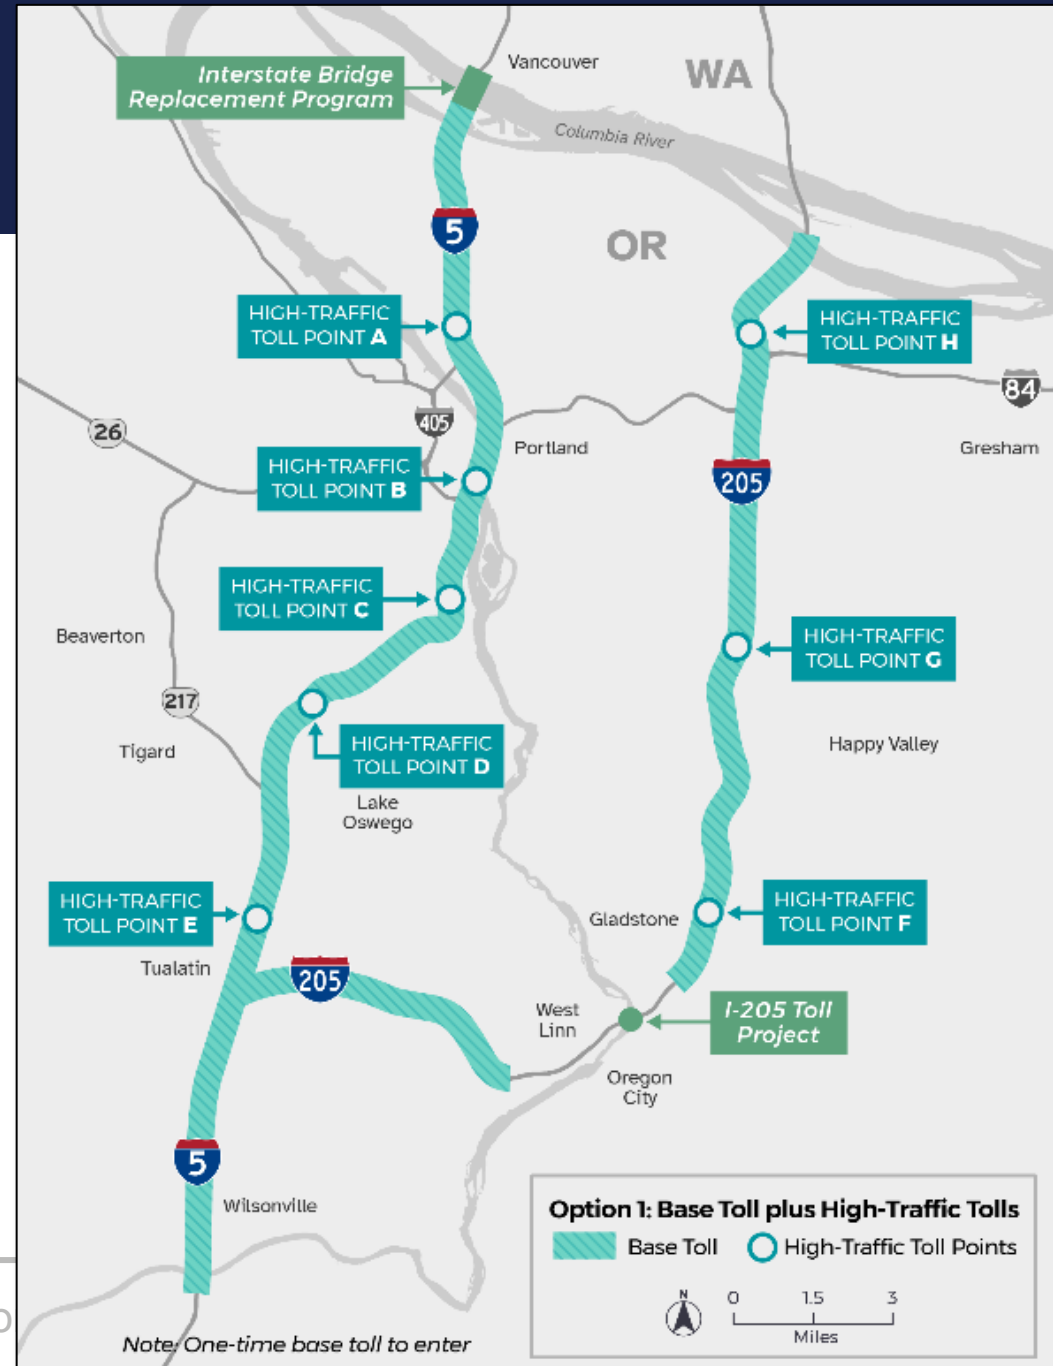 Vancouver
WA
Interstate Bridge
Replacement Program
Columbia River
5
OR
HIGH-TRAFFIC
TOLL POINT A
HIGH-TRAFFIC
TOLL POINT H
84
405
26
Portland
Gresham
HIGH-TRAFFIC
TOLL POINT B
205
HIGH-TRAFFIC
TOLL POINT C
Beaverton
HIGH-TRAFFIC
TOLL POINT G
217
Tigard
HIGH-TRAFFIC
TOLL POINT D
Happy Valley
Lake
Oswego
HIGH-TRAFFIC
TOLL POINT E
Gladstone
HIGH-TRAFFIC
TOLL POINT F
Tualatin
205
West
Linn
I-205 Toll
Project
Oregon
City
5
Wilsonville
Option 1: Base Toll plus High-Traffic Tolls
Base Toll
High-Traffic Toll Points
N
0 1.5 3
Miles
Note: One-time base toll to enter